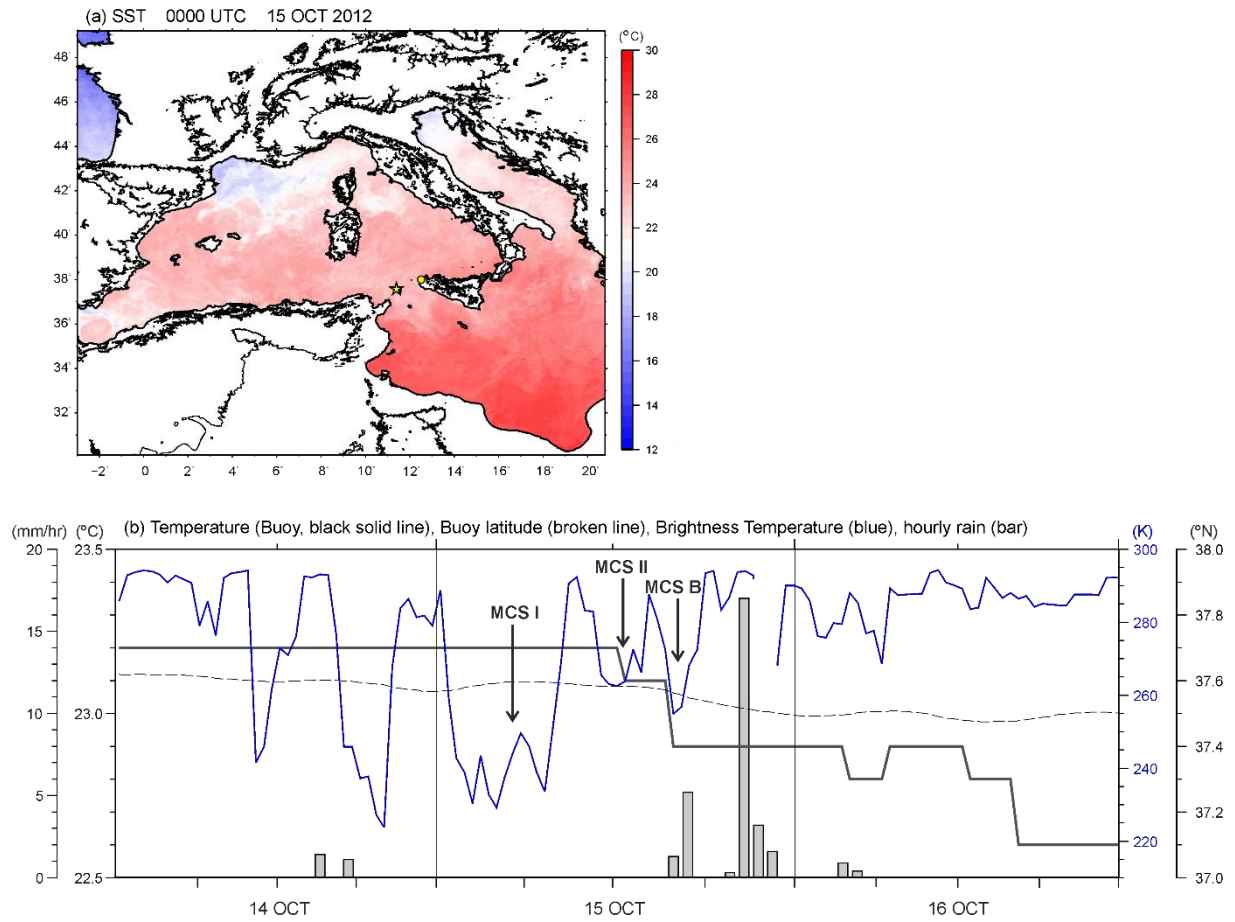 (a) SST 0000 UTC 15 OCT 2012
(°C)
48
46
44
42
40
38
36
34
32
−2 0 2 4 6 8 10 12 14 16 18 20
30
28
26
24
22
20
18
16
14
12
(mm/hr) (°C) (b) Temperature (Buoy, black solid line), Buoy latitude (broken line), Brightness Temperature (blue), hourly rain (bar) (K) (°N)
20 23.5 300 38.0
MCS II
MCS B
MCS I
15 280 37.8
10 23.0 260 37.6
5 240 37.4
220 37.2
0 22.5 37.0
14 OCT 15 OCT 16 OCT